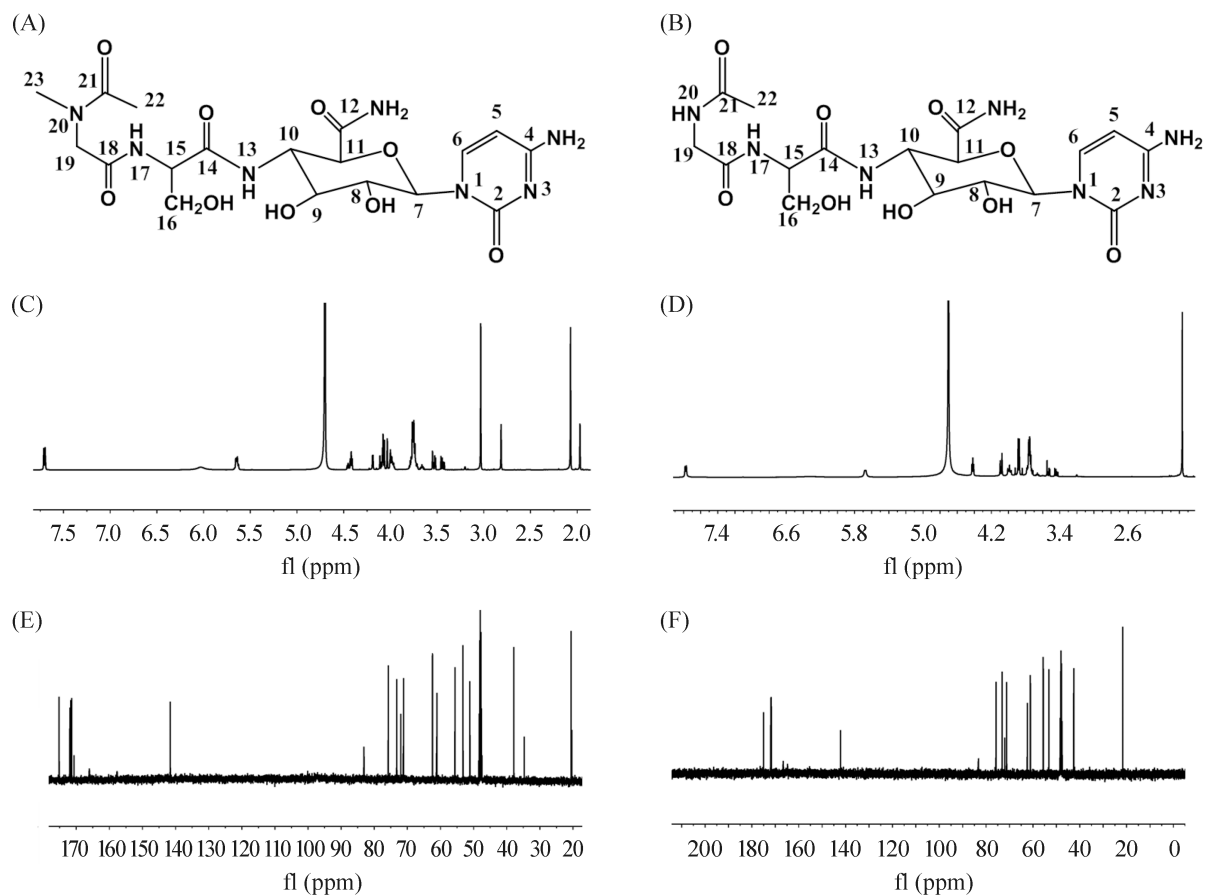 (A)
(B)
O
23
21
22
N
20
19
18
O
H
N
17
15
16
CH₂OH
O
14
13
N
H
10
O
12
NH₂
11
O
HO
9
8
OH
7
6
5
4
NH₂
1
N
2
N3
O
O
20
HN
21
22
19
18
O
H
N
17
15
16
CH₂OH
O
14
13
N
H
10
O
12
NH₂
11
O
HO
9
8
OH
7
6
5
4
NH₂
1
N
2
N3
O
(C)
7.5 7.0 6.5 6.0 5.5 5.0 4.5 4.0 3.5 3.0 2.5 2.0
fl (ppm)
(D)
7.4 6.6 5.8 5.0 4.2 3.4 2.6
fl (ppm)
(E)
170 160 150 140 130 120 110 100 90 80 70 60 50 40 30 20
fl (ppm)
(F)
200 180 160 140 120 100 80 60 40 20 0
fl (ppm)